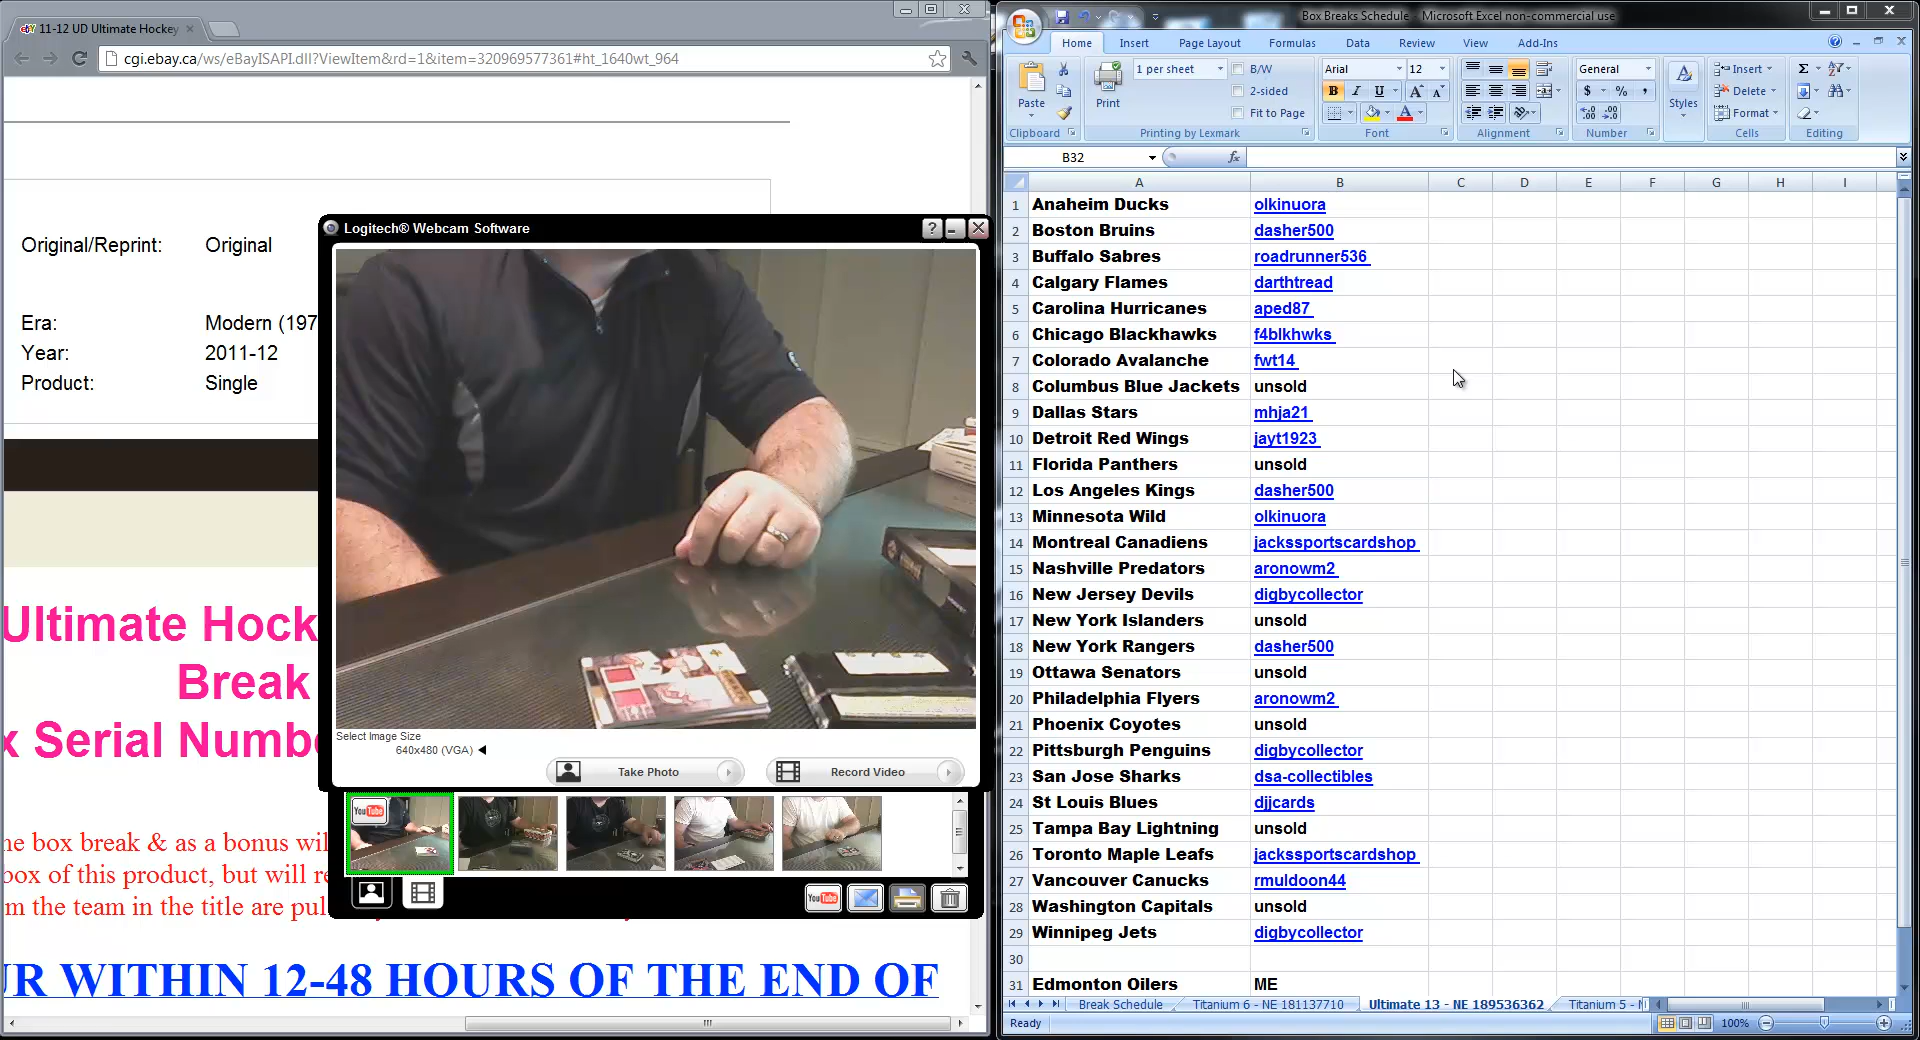 11-12 UD Ultimate Hockey
cgi.ebay.ca/ws/eBayISAPI.dll?ViewItem&rd=1&item=320969577361#ht_1640wt_964
Original/Reprint: Original
Era: Modern (197
Year: 2011-12
Product: Single
Ultimate Hock
Break
x Serial Numb
ne box break & as a bonus wil
box of this product, but will re
m the team in the title are pul
UR WITHIN 12-48 HOURS OF THE END OF
Logitech® Webcam Software
Select Image Size
640x480 (VGA)
Take Photo
Record Video
YouTube
YouTube
Box Breaks Schedule - Microsoft Excel non-commercial use
Home Insert Page Layout Formulas Data Review View Add-Ins
Paste
Clipboard
Print
1 per sheet
B/W
2-sided
Fit to Page
Printing by Lexmark
Arial 12
B I U
Font
Alignment
General
$ % ,
Number
Styles
Insert
Delete
Format
Cells
Editing
B32
fx
A B C D E F G H I
1 Anaheim Ducks olkinuora
2 Boston Bruins dasher500
3 Buffalo Sabres roadrunner536
4 Calgary Flames darthtread
5 Carolina Hurricanes aped87
6 Chicago Blackhawks f4blkhwks
7 Colorado Avalanche fwt14
8 Columbus Blue Jackets unsold
9 Dallas Stars mhja21
10 Detroit Red Wings jayt1923
11 Florida Panthers unsold
12 Los Angeles Kings dasher500
13 Minnesota Wild olkinuora
14 Montreal Canadiens jackssportscardshop
15 Nashville Predators aronowm2
16 New Jersey Devils digbycollector
17 New York Islanders unsold
18 New York Rangers dasher500
19 Ottawa Senators unsold
20 Philadelphia Flyers aronowm2
21 Phoenix Coyotes unsold
22 Pittsburgh Penguins digbycollector
23 San Jose Sharks dsa-collectibles
24 St Louis Blues djjcards
25 Tampa Bay Lightning unsold
26 Toronto Maple Leafs jackssportscardshop
27 Vancouver Canucks rmuldoon44
28 Washington Capitals unsold
29 Winnipeg Jets digbycollector
30
31 Edmonton Oilers ME
Break Schedule Titanium 6 - NE 181137710 Ultimate 13 - NE 189536362 Titanium 5 - N
Ready
100%